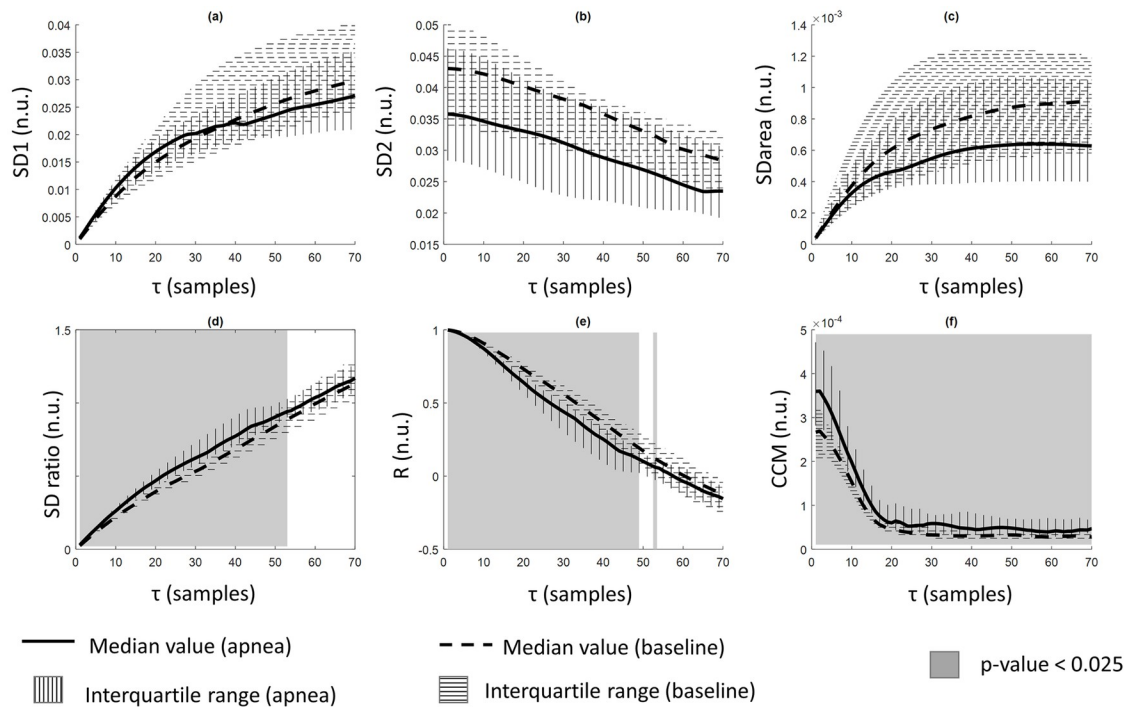 (a) (b) (c)
×10⁻³
0.04 0.05 1.4
0.035 0.045 1.2
0.03 0.04 1
0.025 0.035 0.8
0.02 0.03 0.6
0.015 0.025 0.4
0.01 0.02 0.2
0.005 0.015 0
0
SD1 (n.u.) SD2 (n.u.) SDarea (n.u.)
0 10 20 30 40 50 60 70 0 10 20 30 40 50 60 70 0 10 20 30 40 50 60 70
τ (samples) τ (samples) τ (samples)
(d) (e) (f)
×10⁻⁴
1.5 1 5
0.5 4
0 3
0 -0.5 2
1
0
SD ratio (n.u.) R (n.u.) CCM (n.u.)
0 10 20 30 40 50 60 70 0 10 20 30 40 50 60 70 0 10 20 30 40 50 60 70
τ (samples) τ (samples) τ (samples)
Median value (apnea) Median value (baseline)
Interquartile range (apnea) Interquartile range (baseline) p-value < 0.025